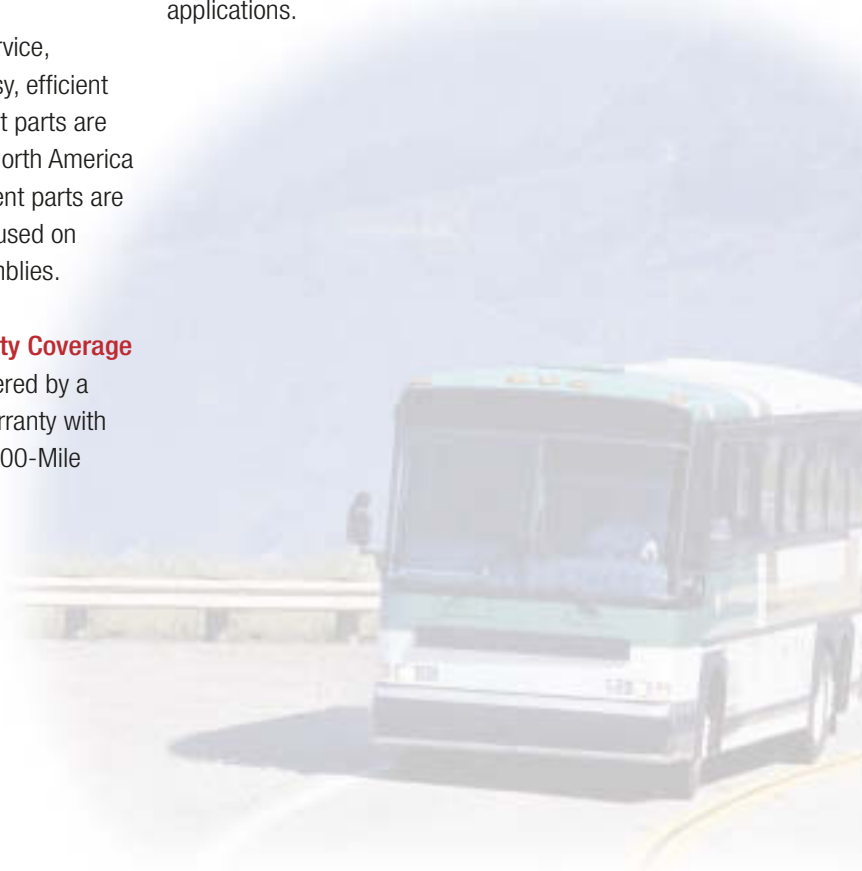 rvice,
sy, efficient
t parts are
orth America
ent parts are
used on
mblies.
ty Coverage
ered by a
rranty with
00-Mile
applications.